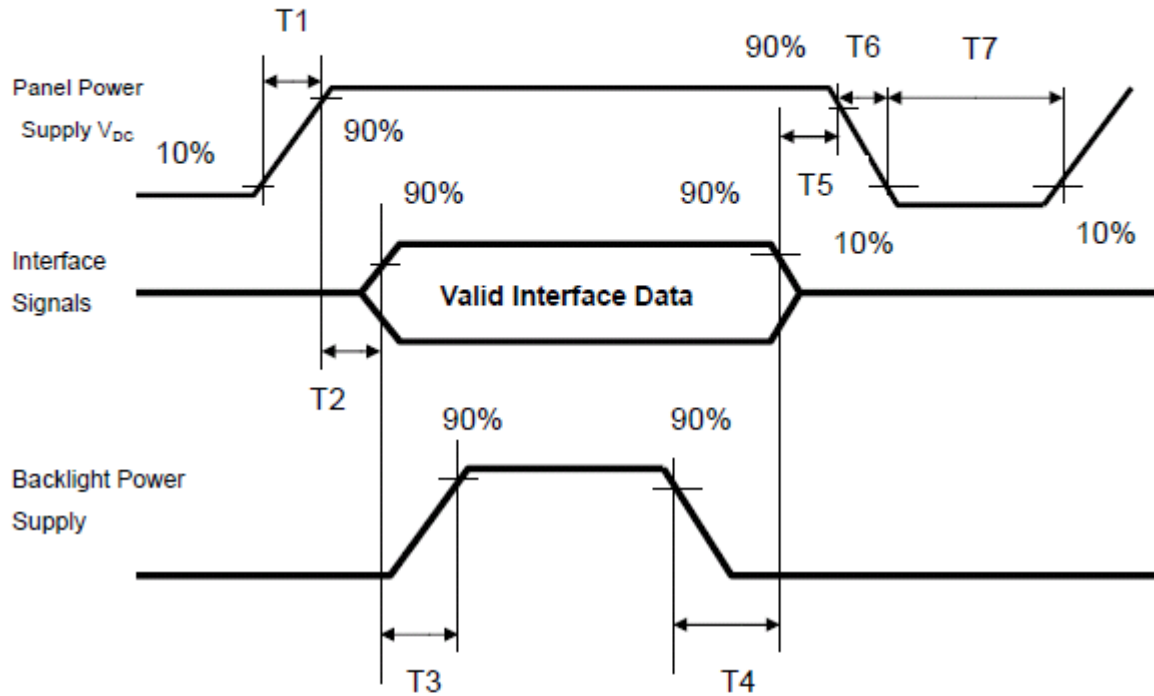 T1
90%
T6
T7
Panel Power
Supply VDC
90%
10%
T5
90%
90%
10%
10%
Interface
Signals
Valid Interface Data
T2
90%
90%
Backlight Power
Supply
T3
T4